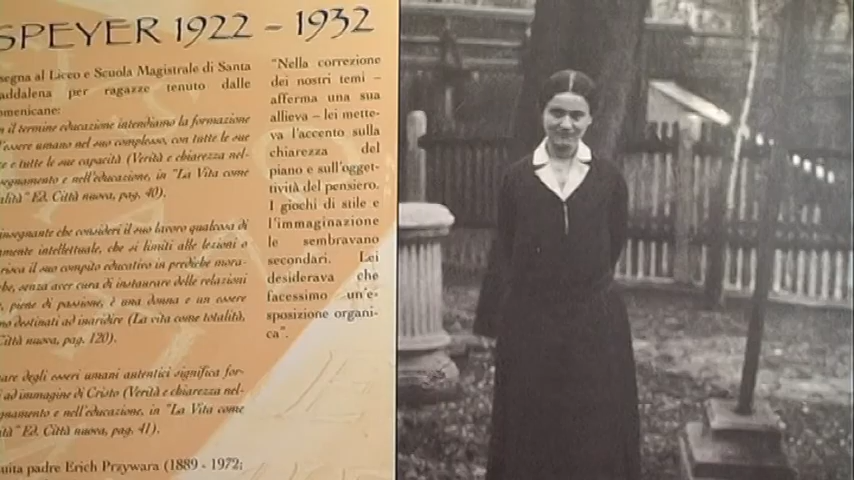 SPEYER 1922 – 1932
segna al Liceo e Scuola Magistrale di Santa
addalena per ragazze tenuto dalle
omenicane:
n il termine educazione intendiamo la formazione
l'essere umano nel suo complesso, con tutte le sue
e e tutte le sue capacità (Verità e chiarezza nel-
segnamento e nell'educazione, in "La Vita come
alità" Ed. Città nuova, pag. 40).
insegnante che consideri il suo lavoro qualcosa di
amente intellettuale, che si limiti alle lezioni o
risca il suo compito educativo in prediche mora-
he, senza aver cura di instaurare delle relazioni
, piene di passione, è una donna e un essere
no destinati ad inaridire (La vita come totalità,
Città nuova, pag. 120).
are degli esseri umani autentici significa for-
i ad immagine di Cristo (Verità e chiarezza nel-
gnamento e nell'educazione, in "La Vita come
ità" Ed. Città nuova, pag. 41).
uita padre Erich Przywara (1889 - 1972;
"Nella correzione
dei nostri temi –
afferma una sua
allieva – lei mette-
va l'accento sulla
chiarezza del
piano e sull'ogget-
tività del pensiero.
I giochi di stile e
l'immaginazione
le sembravano
secondari. Lei
desiderava che
facessimo un'e-
sposizione organi-
ca".